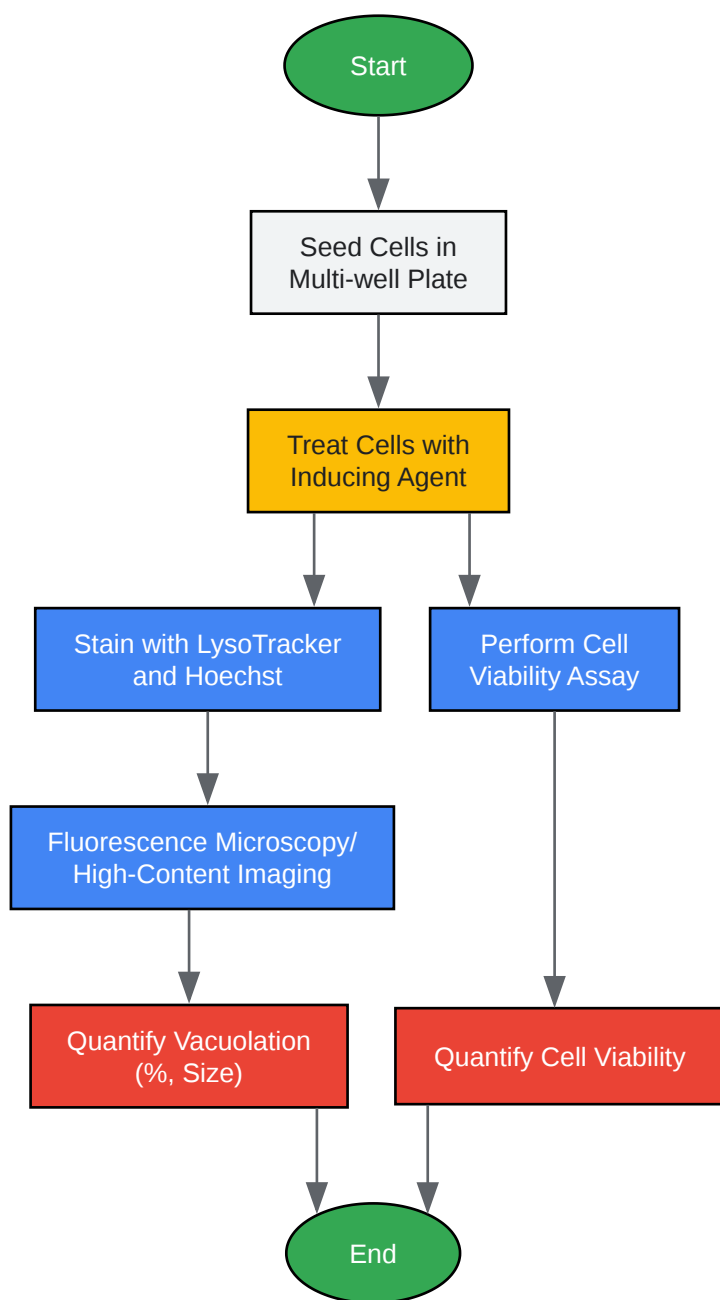 Start
Seed Cells in
Multi-well Plate
Treat Cells with
Inducing Agent
Stain with LysoTracker
and Hoechst
Perform Cell
Viability Assay
Fluorescence Microscopy/
High-Content Imaging
Quantify Vacuolation
(%, Size)
Quantify Cell Viability
End